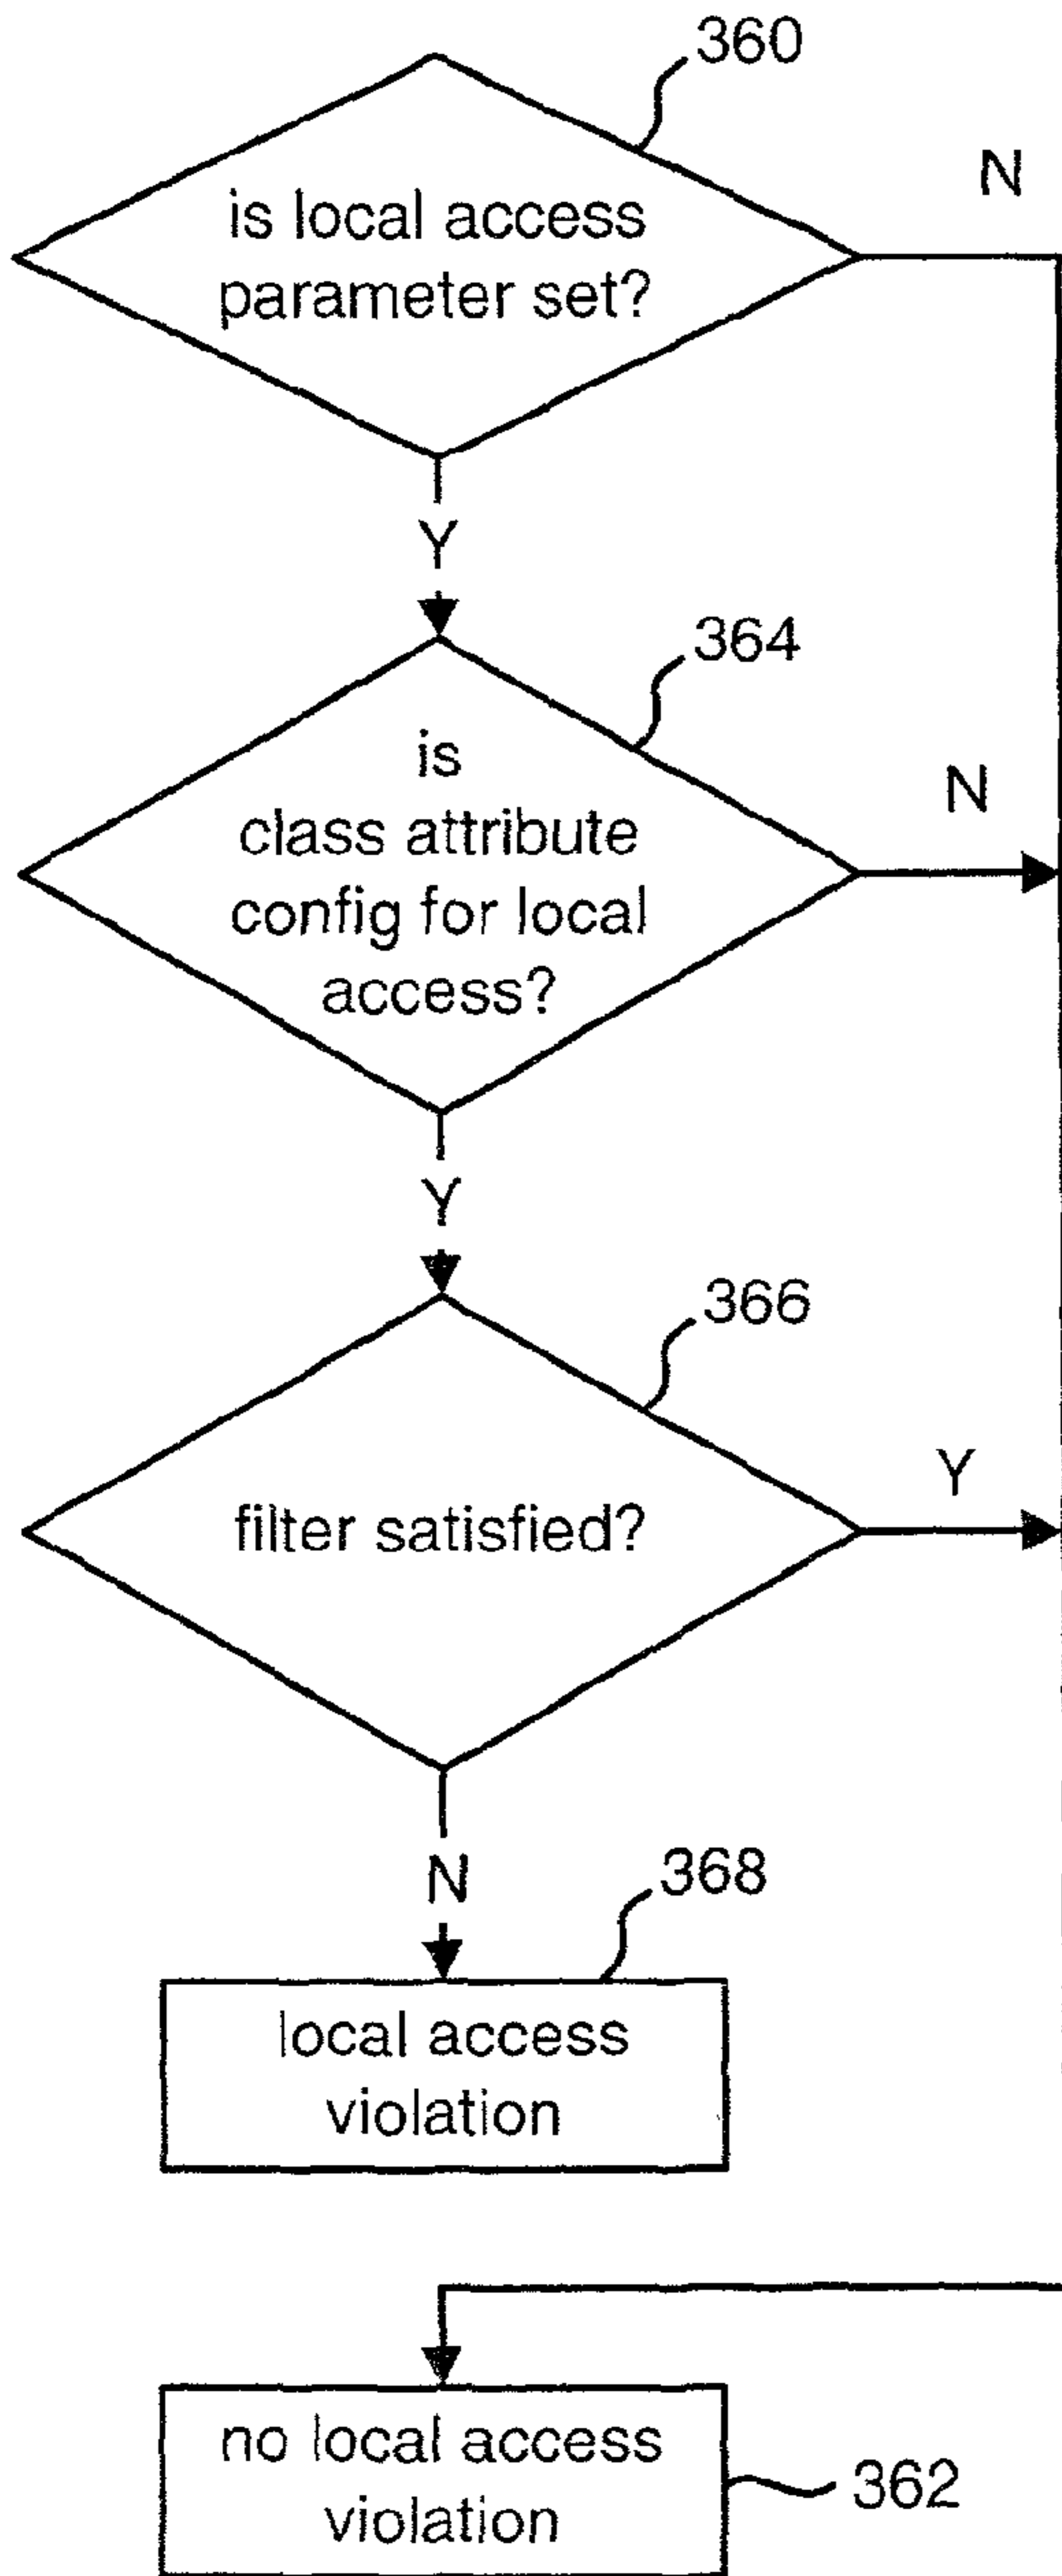 360
N
is local access
parameter set?
Y
364
is
class attribute
config for local
access?
N
Y
366
filter satisfied?
Y
N
368
local access
violation
no local access
violation
362